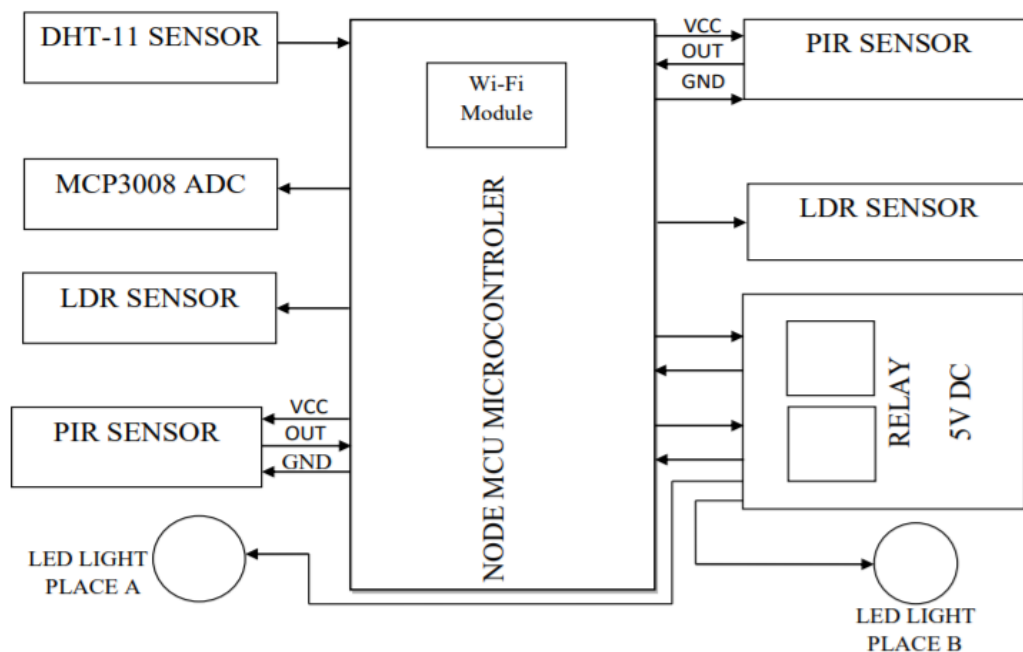 DHT-11 SENSOR
MCP3008 ADC
LDR SENSOR
VCC
PIR SENSOR
OUT
GND
LED LIGHT
PLACE A
Wi-Fi
Module
NODE MCU MICROCONTROLER
VCC
OUT
GND
PIR SENSOR
LDR SENSOR
RELAY
5V DC
LED LIGHT
PLACE B